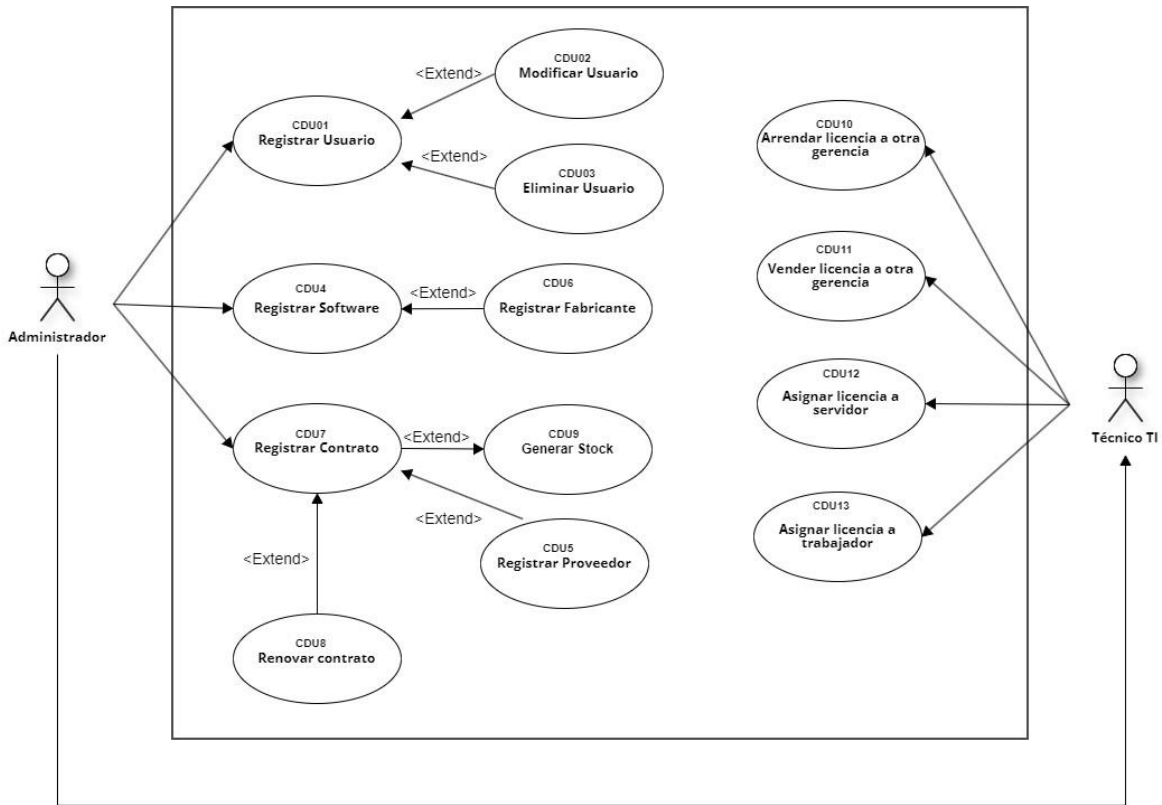 CDU02
Modificar Usuario
<Extend>
CDU01
Registrar Usuario
<Extend>
CDU03
Eliminar Usuario
CDU10
Arrendar licencia a otra
gerencia
CDU11
Vender licencia a otra
gerencia
Administrador
CDU4
Registrar Software
<Extend>
CDU6
Registrar Fabricante
CDU12
Asignar licencia a
servidor
Técnico TI
CDU7
Registrar Contrato
<Extend>
CDU9
Generar Stock
<Extend>
CDU5
Registrar Proveedor
CDU13
Asignar licencia a
trabajador
<Extend>
CDU8
Renovar contrato